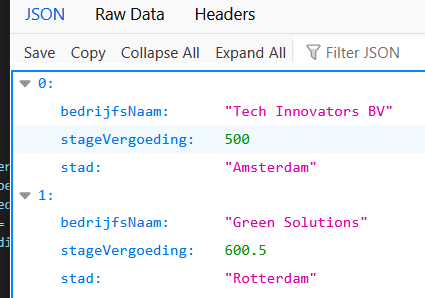 JSON Raw Data Headers
Save Copy Collapse All Expand All Filter JSON
0:
bedrijfsNaam: "Tech Innovators BV"
stageVergoeding: 500
stad: "Amsterdam"
1:
bedrijfsNaam: "Green Solutions"
stageVergoeding: 600.5
stad: "Rotterdam"